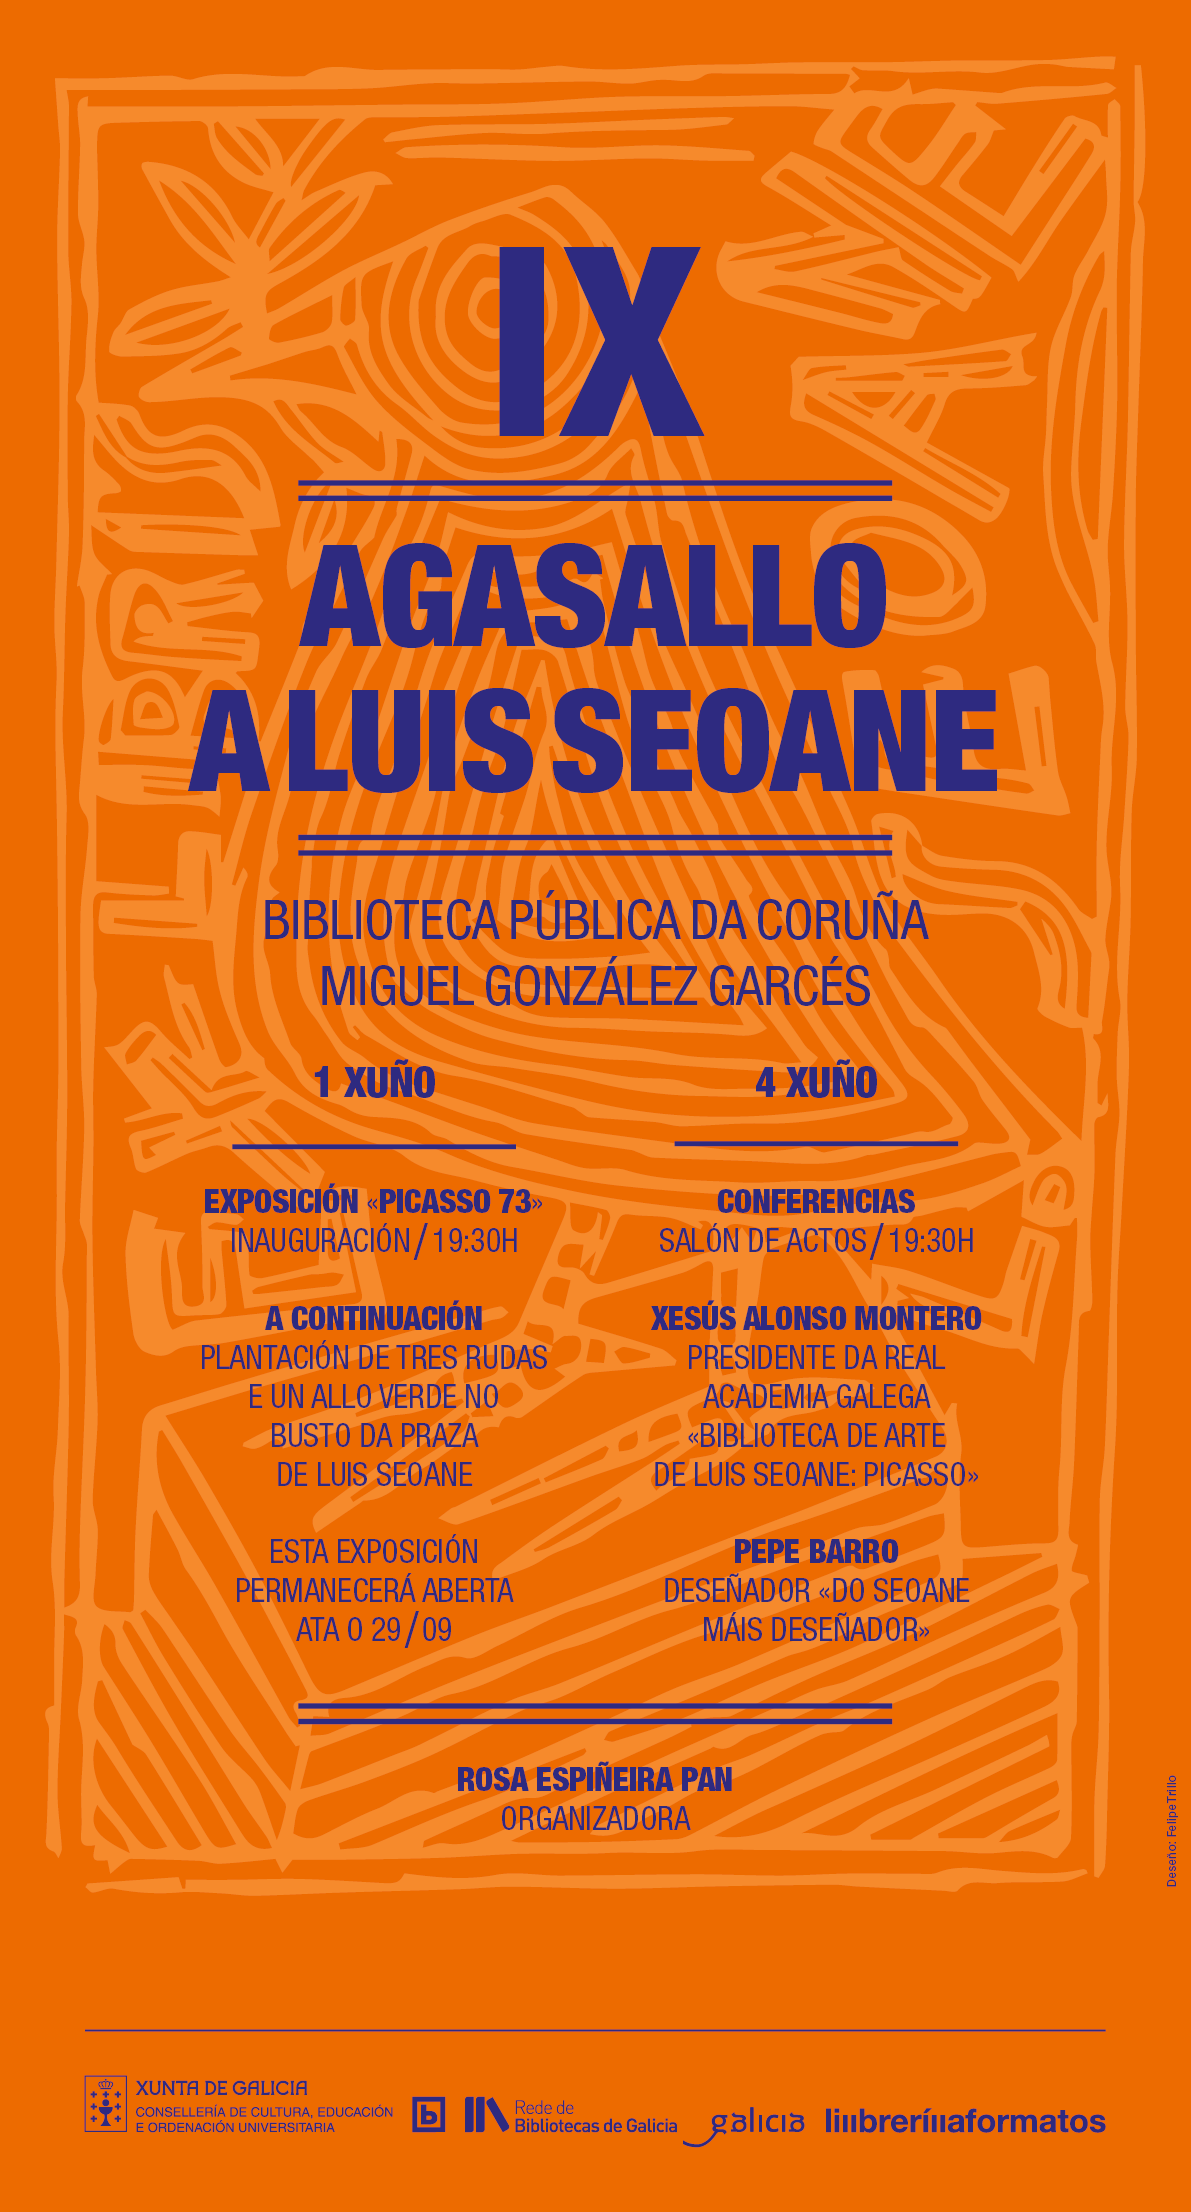 IX
AGASALLO
A LUIS SEOANE
BIBLIOTECA PÚBLICA DA CORUÑA
MIGUEL GONZÁLEZ GARCÉS
1 XUÑO
EXPOSICIÓN «PICASSO 73»
INAUGURACIÓN/19:30H
A CONTINUACIÓN
PLANTACIÓN DE TRES RUDAS
E UN ALLO VERDE NO
BUSTO DA PRAZA
DE LUIS SEOANE
ESTA EXPOSICIÓN
PERMANECERÁ ABERTA
ATA O 29/09
4 XUÑO
CONFERENCIAS
SALÓN DE ACTOS/19:30H
XESÚS ALONSO MONTERO
PRESIDENTE DA REAL
ACADEMIA GALEGA
«BIBLIOTECA DE ARTE
DE LUIS SEOANE: PICASSO»
PEPE BARRO
DESEÑADOR «DO SEOANE
MÁIS DESEÑADOR»
ROSA ESPIÑEIRA PAN
ORGANIZADORA
Deseño: FelipeTrillo
XUNTA DE GALICIA
CONSELLERÍA DE CULTURA, EDUCACIÓN
E ORDENACIÓN UNIVERSITARIA
b
Rede de
Bibliotecas de Galicia
galicia
liiiibreríiiiaformatos